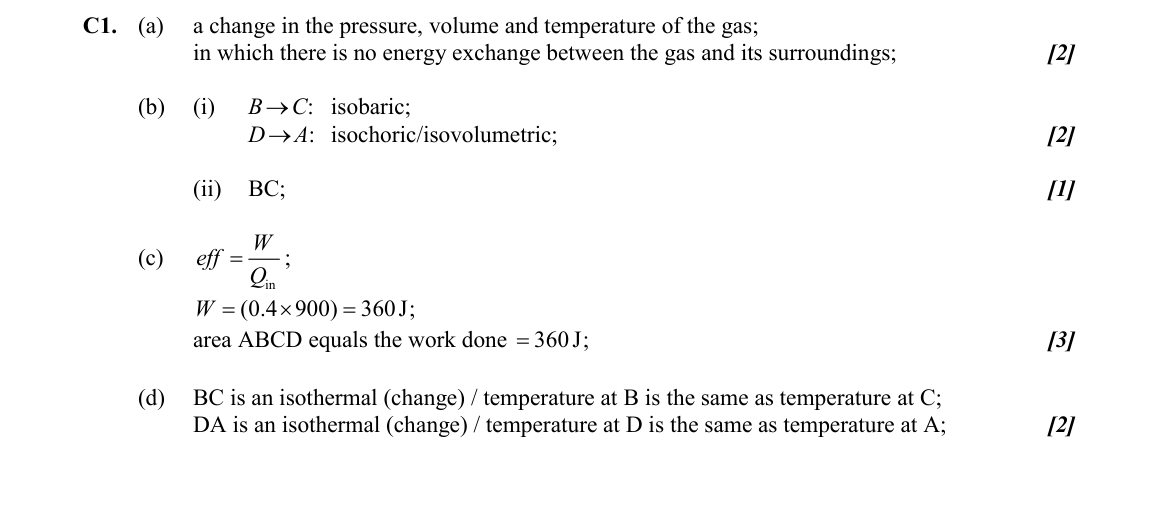 C1. (a) a change in the pressure, volume and temperature of the gas;
in which there is no energy exchange between the gas and its surroundings; [2]
(b) (i) B→C: isobaric;
D→A: isochoric/isovolumetric; [2]
(ii) BC; [1]
(c) eff = W/Q_in ;
W = (0.4×900) = 360 J;
area ABCD equals the work done = 360 J; [3]
(d) BC is an isothermal (change) / temperature at B is the same as temperature at C;
DA is an isothermal (change) / temperature at D is the same as temperature at A; [2]